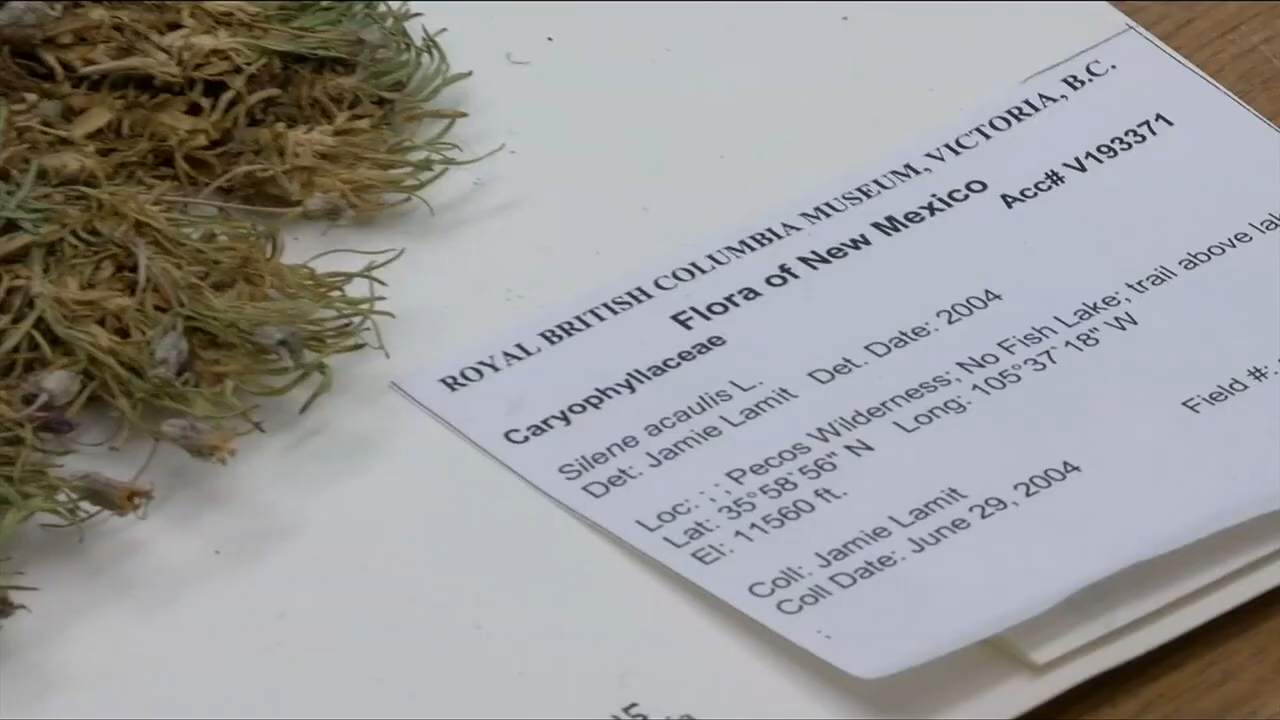 ROYAL BRITISH COLUMBIA MUSEUM, VICTORIA, B.C.
Flora of New Mexico Acc# V193371
Caryophyllaceae
Silene acaulis L.
Det: Jamie Lamit Det. Date: 2004
Loc: ; ; Pecos Wilderness; No Fish Lake; trail above
Lat: 35°58`56" N Long: 105°37`18" W
El: 11560 ft.
Field #:
Coll: Jamie Lamit
Coll Date: June 29, 2004